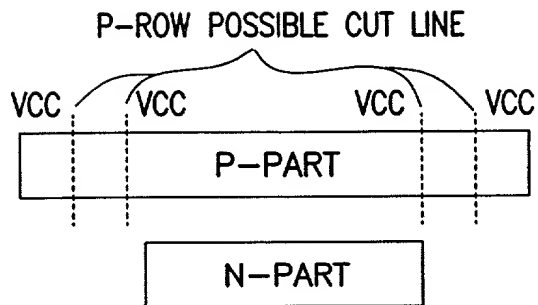 P-ROW POSSIBLE CUT LINE
VCC VCC VCC VCC
P-PART
N-PART